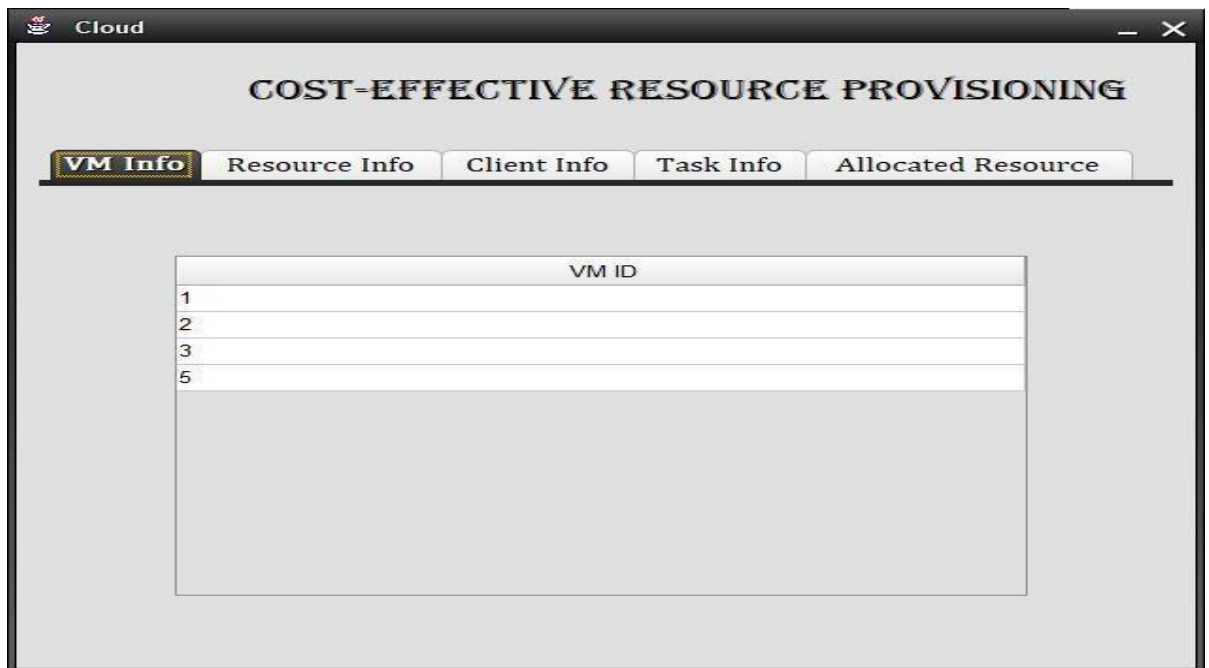 Cloud
COST-EFFECTIVE RESOURCE PROVISIONING
VM Info Resource Info Client Info Task Info Allocated Resource
VM ID
1
2
3
5